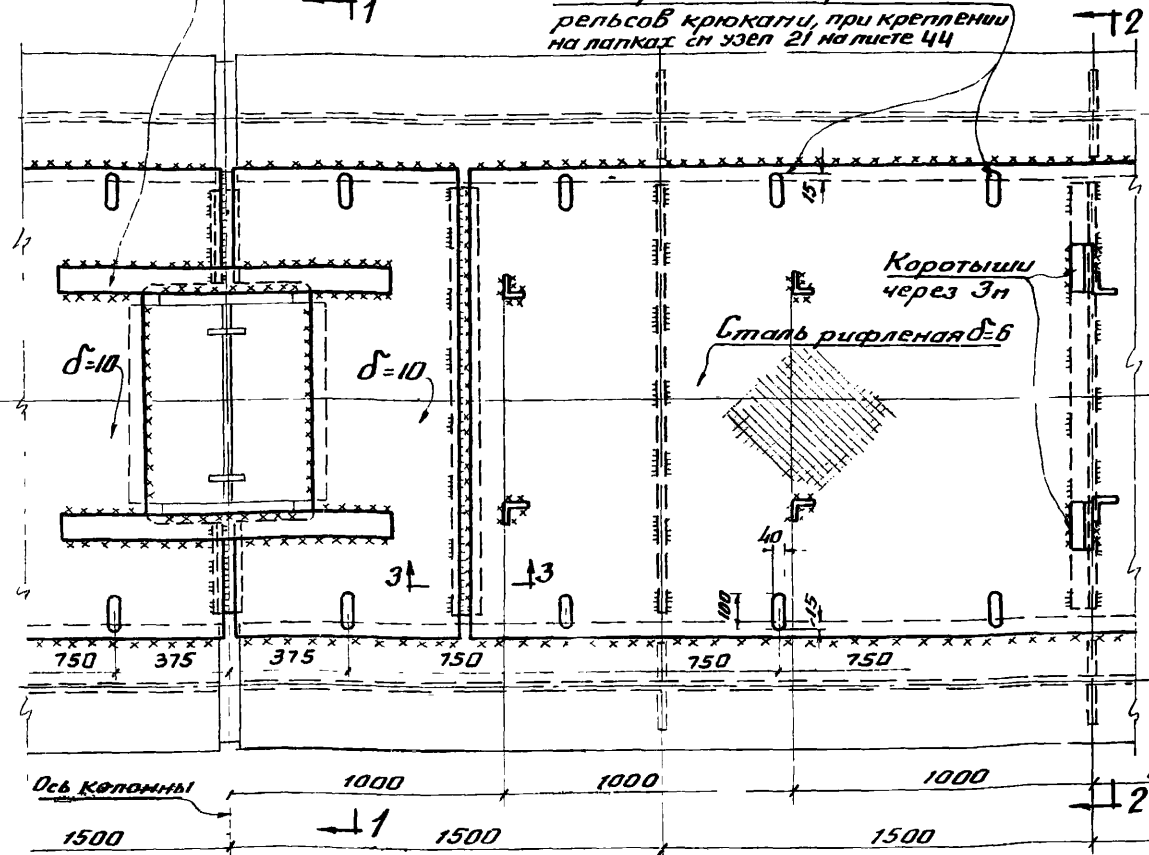 1
2
рельсов крюками, при креплении
на лапках см узел 21 на листе 44
15
Коротыши
через 3м
Сталь рифленая δ=6
δ=10
δ=10
40
3
3
100
15
750
375
375
750
750
750
Ось колонны
1000
1000
1000
1
2
1500
1500
1500